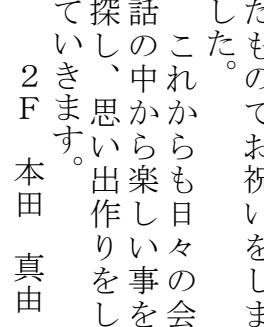 たものでお祝いをしま
した。
　これからも日々の会
話の中から楽しい事を
探し、思い出作りをし
ていきます。
２Ｆ　本田　真由